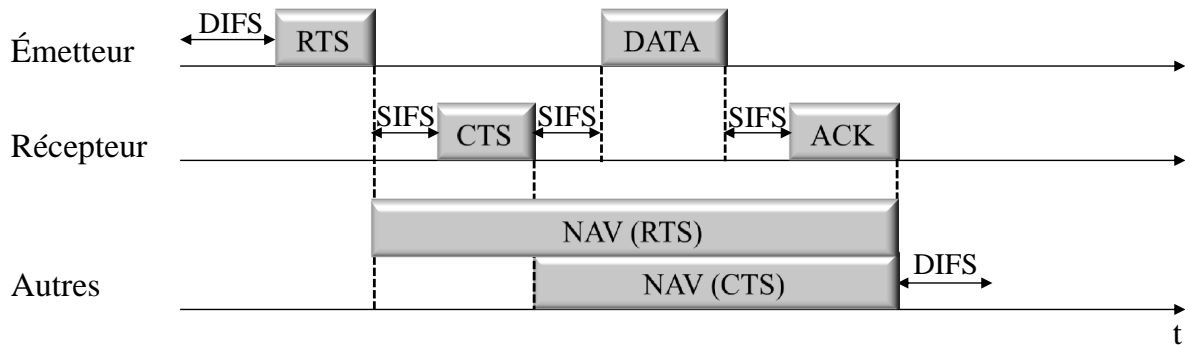 DIFS
RTS
DATA
Émetteur
SIFS
CTS
SIFS
SIFS
ACK
Récepteur
NAV (RTS)
Autres
NAV (CTS)
DIFS
t